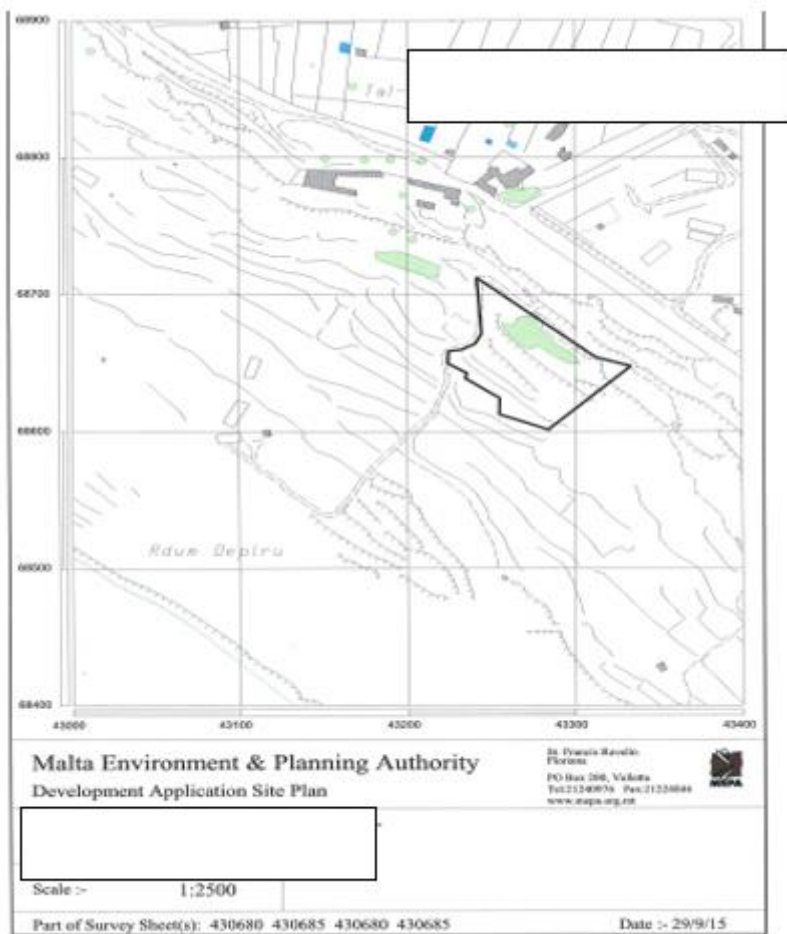 68900
68800
Tal-
68700
68600
Rdum Depiru
68500
68400
43000 43100 43200 43300 43400
Malta Environment & Planning Authority
Development Application Site Plan
St. Francis Ravelin
Floriana
PO Box 200, Valletta
www.mepa.org.mt
MEPA
Scale :- 1:2500
Part of Survey Sheet(s): 430680 430685 430680 430685
Date :- 29/9/15